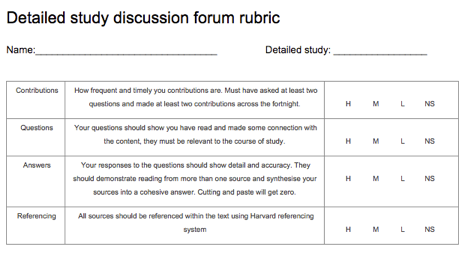 Detailed study discussion forum rubric
Name:_________________________________ Detailed study: _________________
Contributions
How frequent and timely you contributions are. Must have asked at least two
questions and made at least two contributions across the fortnight.
H M L NS
Questions
Your questions should show you have read and made some connection with
the content, they must be relevant to the course of study.
H M L NS
Answers
Your responses to the questions should show detail and accuracy. They
should demonstrate reading from more than one source and synthesise your
sources into a cohesive answer. Cutting and paste will get zero.
H M L NS
Referencing
All sources should be referenced within the text using Harvard referencing
system
H M L NS